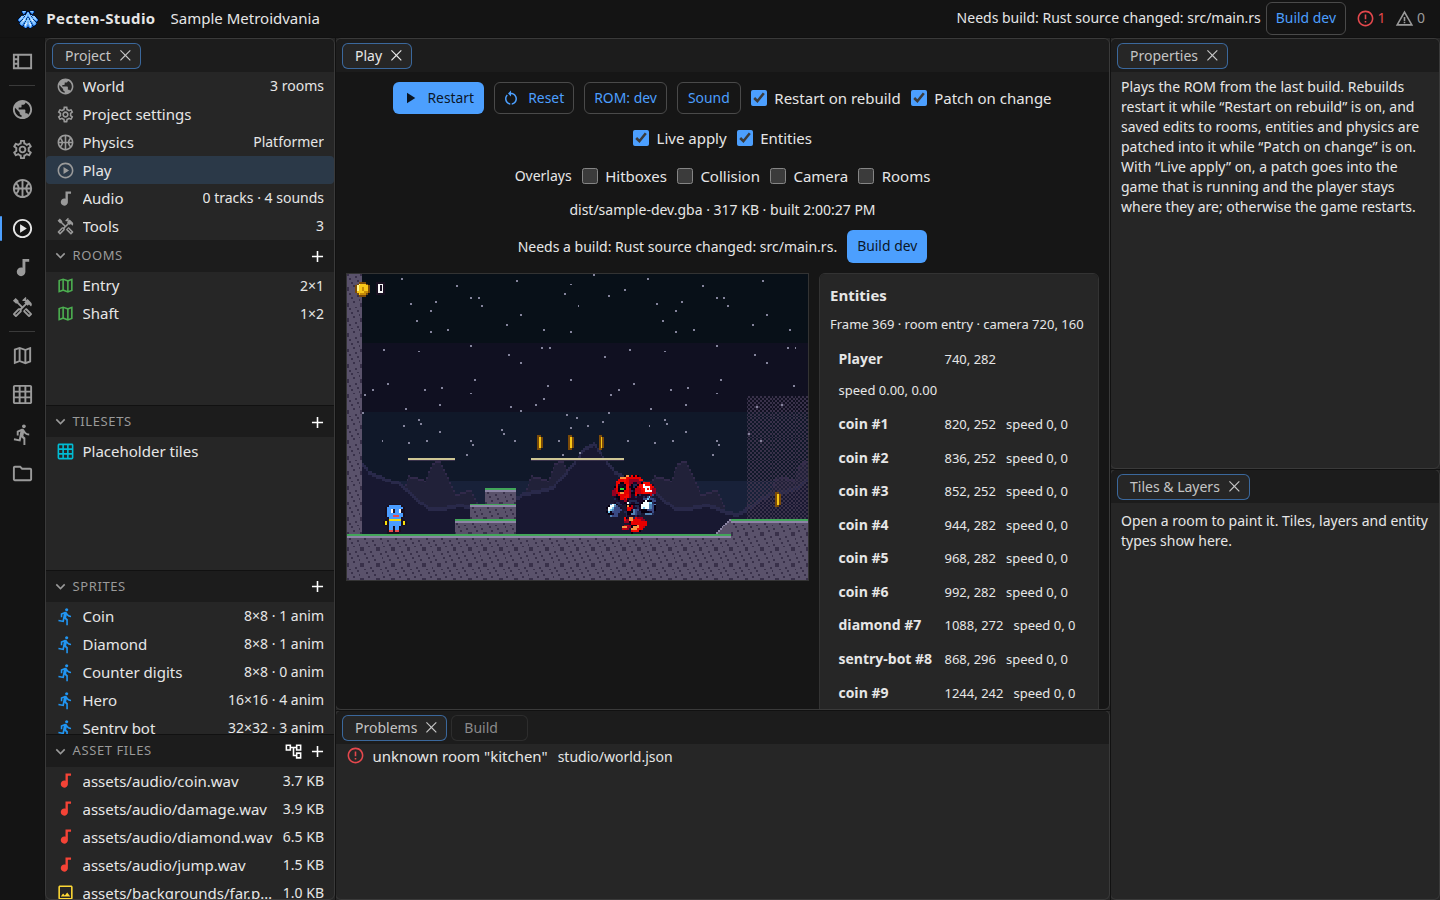 Pecten-Studio Sample Metroidvania
Needs build: Rust source changed: src/main.rs Build dev 1 0
Project
World 3 rooms
Project settings
Physics Platformer
Play
Audio 0 tracks · 4 sounds
Tools 3
ROOMS
Entry 2×1
Shaft 1×2
TILESETS
Placeholder tiles
SPRITES
Coin 8×8 · 1 anim
Diamond 8×8 · 1 anim
Counter digits 8×8 · 0 anim
Hero 16×16 · 4 anim
Sentry bot 32×32 · 3 anim
ASSET FILES
assets/audio/coin.wav 3.7 KB
assets/audio/damage.wav 3.9 KB
assets/audio/diamond.wav 6.5 KB
assets/audio/jump.wav 1.5 KB
assets/backgrounds/far.p... 1.0 KB
Play
Restart Reset ROM: dev Sound Restart on rebuild Patch on change
Live apply Entities
Overlays Hitboxes Collision Camera Rooms
dist/sample-dev.gba · 317 KB · built 2:00:27 PM
Needs a build: Rust source changed: src/main.rs. Build dev
0
Entities
Frame 369 · room entry · camera 720, 160
Player 740, 282
speed 0.00, 0.00
coin #1 820, 252 speed 0, 0
coin #2 836, 252 speed 0, 0
coin #3 852, 252 speed 0, 0
coin #4 944, 282 speed 0, 0
coin #5 968, 282 speed 0, 0
coin #6 992, 282 speed 0, 0
diamond #7 1088, 272 speed 0, 0
sentry-bot #8 868, 296 speed 0, 0
coin #9 1244, 242 speed 0, 0
Problems Build
unknown room "kitchen" studio/world.json
Properties
Plays the ROM from the last build. Rebuilds
restart it while “Restart on rebuild” is on, and
saved edits to rooms, entities and physics are
patched into it while “Patch on change” is on.
With “Live apply” on, a patch goes into the
game that is running and the player stays
where they are; otherwise the game restarts.
Tiles & Layers
Open a room to paint it. Tiles, layers and entity
types show here.